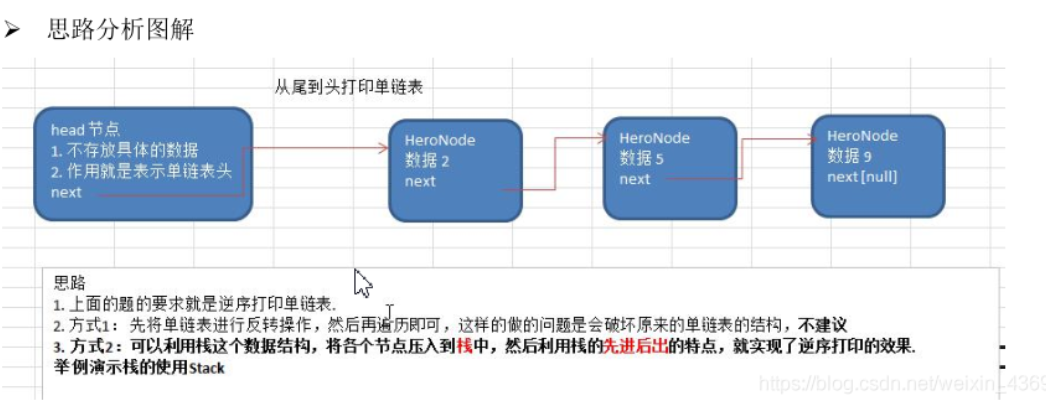 ➢ 思路分析图解
从尾到头打印单链表
head 节点
1. 不存放具体的数据
2. 作用就是表示单链表头
next
HeroNode
数据 2
next
HeroNode
数据 5
next
HeroNode
数据 9
next [null]
思路
1. 上面的题的要求就是逆序打印单链表.
2. 方式1：先将单链表进行反转操作，然后再遍历即可，这样的做的问题是会破坏原来的单链表的结构，不建议
3. 方式2：可以利用栈这个数据结构，将各个节点压入到栈中，然后利用栈的先进后出的特点，就实现了逆序打印的效果.
举例演示栈的使用Stack
https://blog.csdn.net/weixin_4369